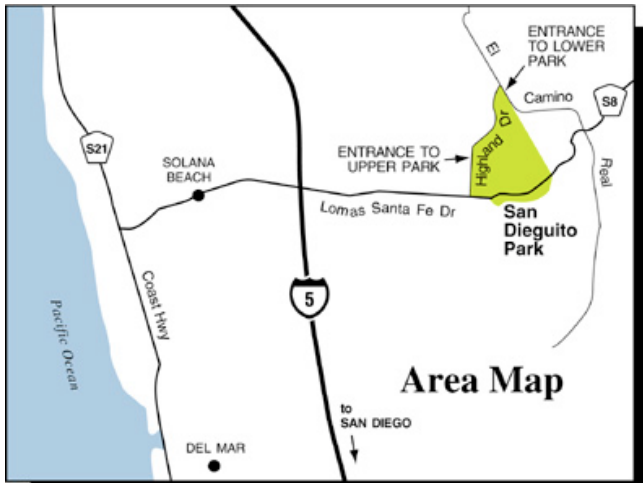 ENTRANCE
TO LOWER
PARK
El
Camino
Real
S8
S21
SOLANA
BEACH
ENTRANCE TO
UPPER PARK
Highland Dr
Lomas Santa Fe Dr
San
Dieguito
Park
Coast Hwy
5
Pacific Ocean
Area Map
to
SAN DIEGO
DEL MAR